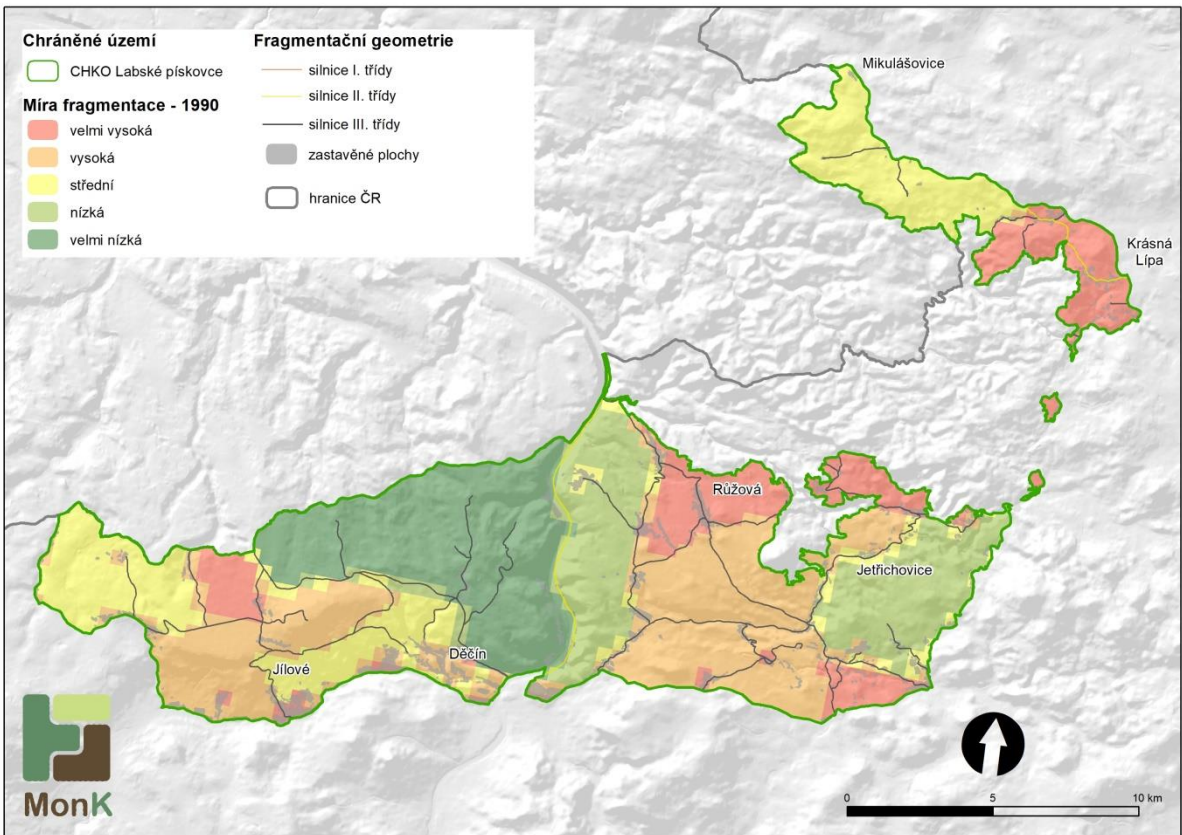 Chráněné území
CHKO Labské pískovce
Míra fragmentace - 1990
velmi vysoká
vysoká
střední
nízká
velmi nízká
Fragmentační geometrie
silnice I. třídy
silnice II. třídy
silnice III. třídy
zastavěné plochy
hranice ČR
Mikulášovice
Krásná
Lípa
Růžová
Jetřichovice
Děčín
Jílové
MonK
0
5
10 km